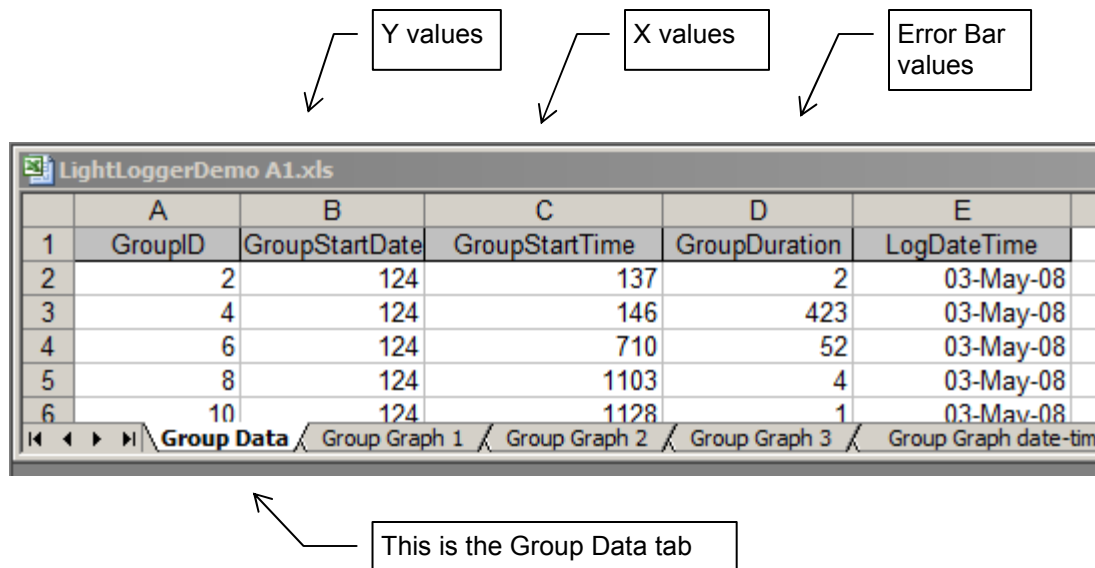 Y values
X values
Error Bar
values
LightLoggerDemo A1.xls
A B C D E
1 GroupID GroupStartDate GroupStartTime GroupDuration LogDateTime
2 2 124 137 2 03-May-08
3 4 124 146 423 03-May-08
4 6 124 710 52 03-May-08
5 8 124 1103 4 03-May-08
6 10 124 1128 1 03-May-08
Group Data Group Graph 1 Group Graph 2 Group Graph 3 Group Graph date-tim
This is the Group Data tab